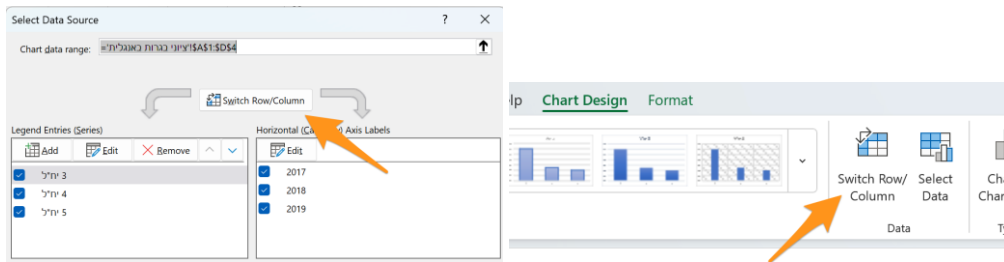 Select Data Source ? ×
Chart data range: ='ציוני בגרות באנגלית'!$A$1:$D$4
Switch Row/Column
Legend Entries (Series)
Add Edit Remove
3 יח"ל
4 יח"ל
5 יח"ל
Horizontal Axis Labels
Edit
2017
2018
2019
Chart Design Format
Switch Row/
Column
Select
Data
Data